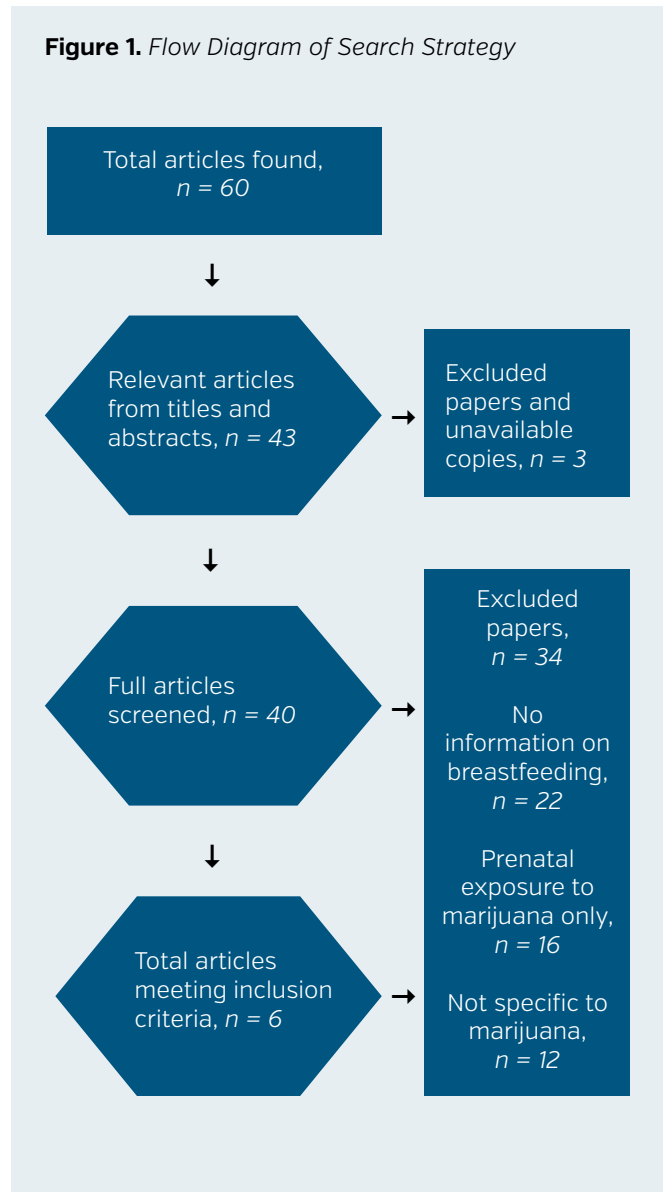 Figure 1. Flow Diagram of Search Strategy
Total articles found,
n = 60
↓
Relevant articles
from titles and
abstracts, n = 43
→
Excluded
papers and
unavailable
copies, n = 3
↓
Full articles
screened, n = 40
→
Excluded
papers,
n = 34
No
information on
breastfeeding,
n = 22
Prenatal
exposure to
marijuana only,
n = 16
Not specific to
marijuana,
n = 12
↓
Total articles
meeting inclusion
criteria, n = 6
→